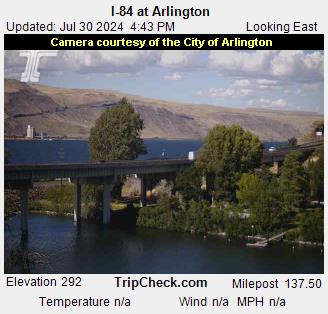 I-84 at Arlington
Updated: Jul 30 2024 4:43 PM Looking East
Camera courtesy of the City of Arlington
Elevation 292 TripCheck.com Milepost 137.50
Temperature n/a Wind n/a MPH n/a